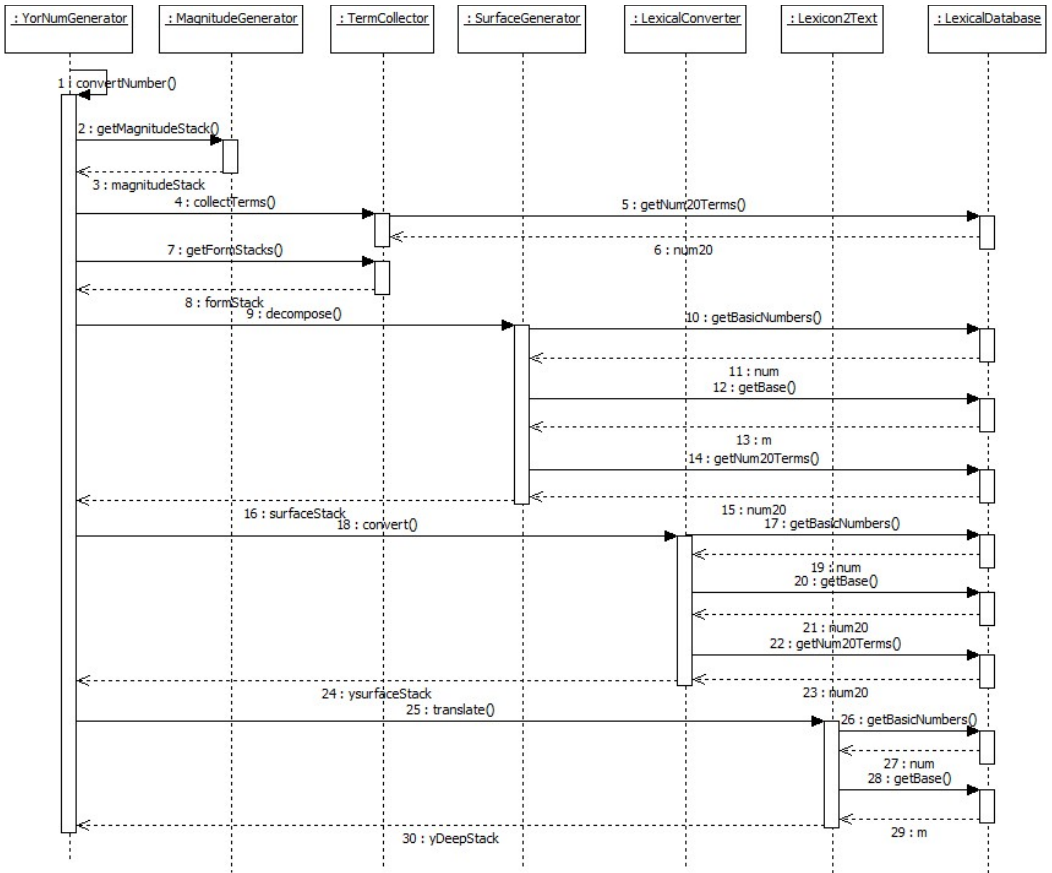 : YorNumGenerator
: MagnitudeGenerator
: TermCollector
: SurfaceGenerator
: LexicalConverter
: Lexicon2Text
: LexicalDatabase
1 : convertNumber()
2 : getMagnitudeStack()
3 : magnitudeStack
4 : collectTerms()
5 : getNum20Terms()
6 : num20
7 : getFormStacks()
8 : formStack
9 : decompose()
10 : getBasicNumbers()
11 : num
12 : getBase()
13 : m
14 : getNum20Terms()
15 : num20
16 : surfaceStack
17 : getBasicNumbers()
18 : convert()
19 : num
20 : getBase()
21 : num20
22 : getNum20Terms()
23 : num20
24 : ysurfaceStack
25 : translate()
26 : getBasicNumbers()
27 : num
28 : getBase()
29 : m
30 : yDeepStack